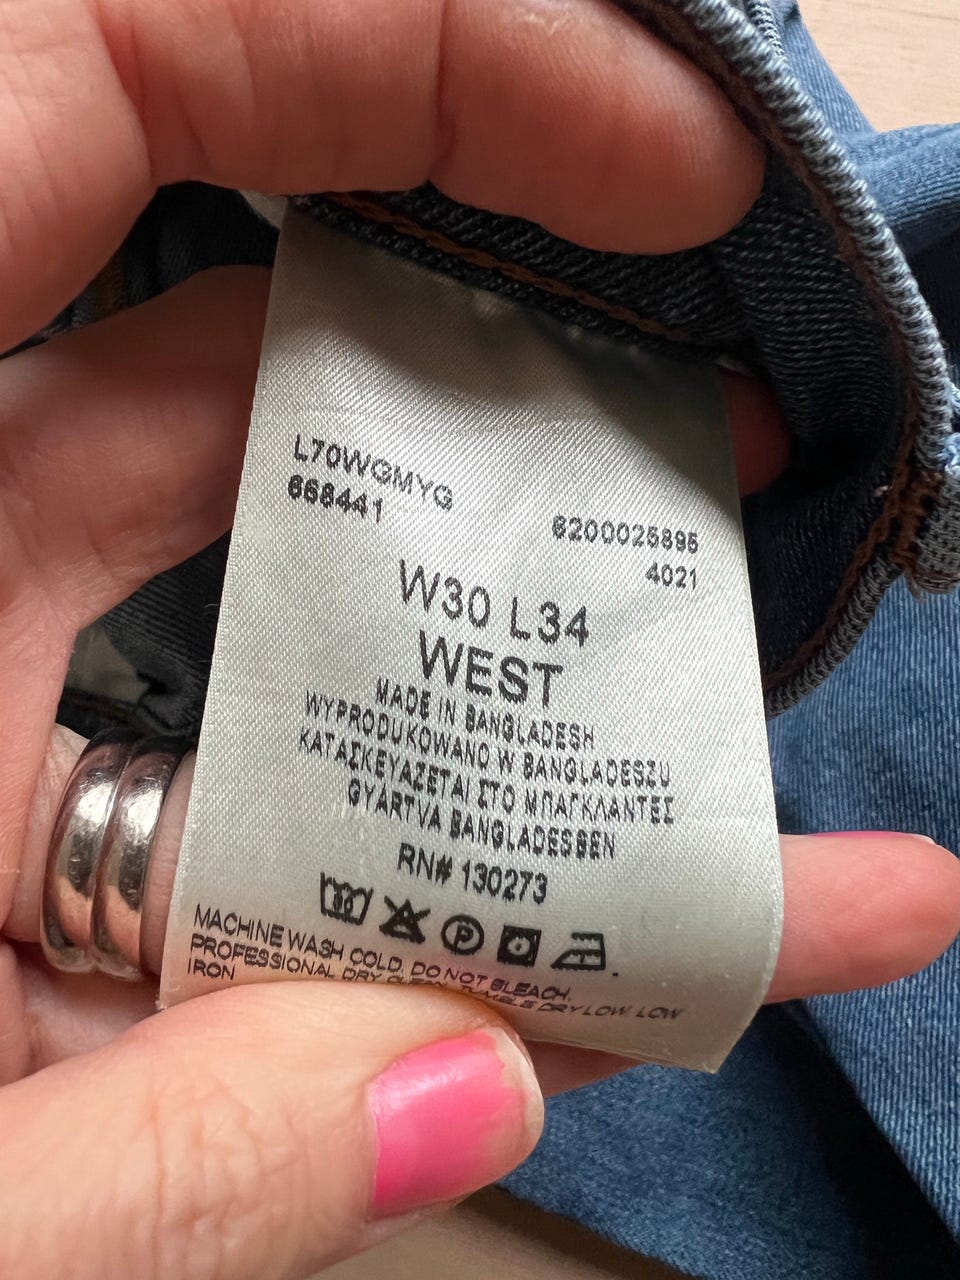 L70WGMYG
668441
6200025895
4021
W30 L34
WEST
MADE IN BANGLADESH
WYPRODUKOWANO W BANGLADESZU
ΚΑΤΑΣΚΕΥΑΖΕΤΑΙ ΣΤΟ ΜΠΑΓΚΛΑΝΤΕΣ
GYARTVA BANGLADESBEN
RN# 130273
P
MACHINE WASH COLD. DO NOT BLEACH.
PROFESSIONAL DRY CLEAN. TUMBLE DRY LOW. LOW
IRON